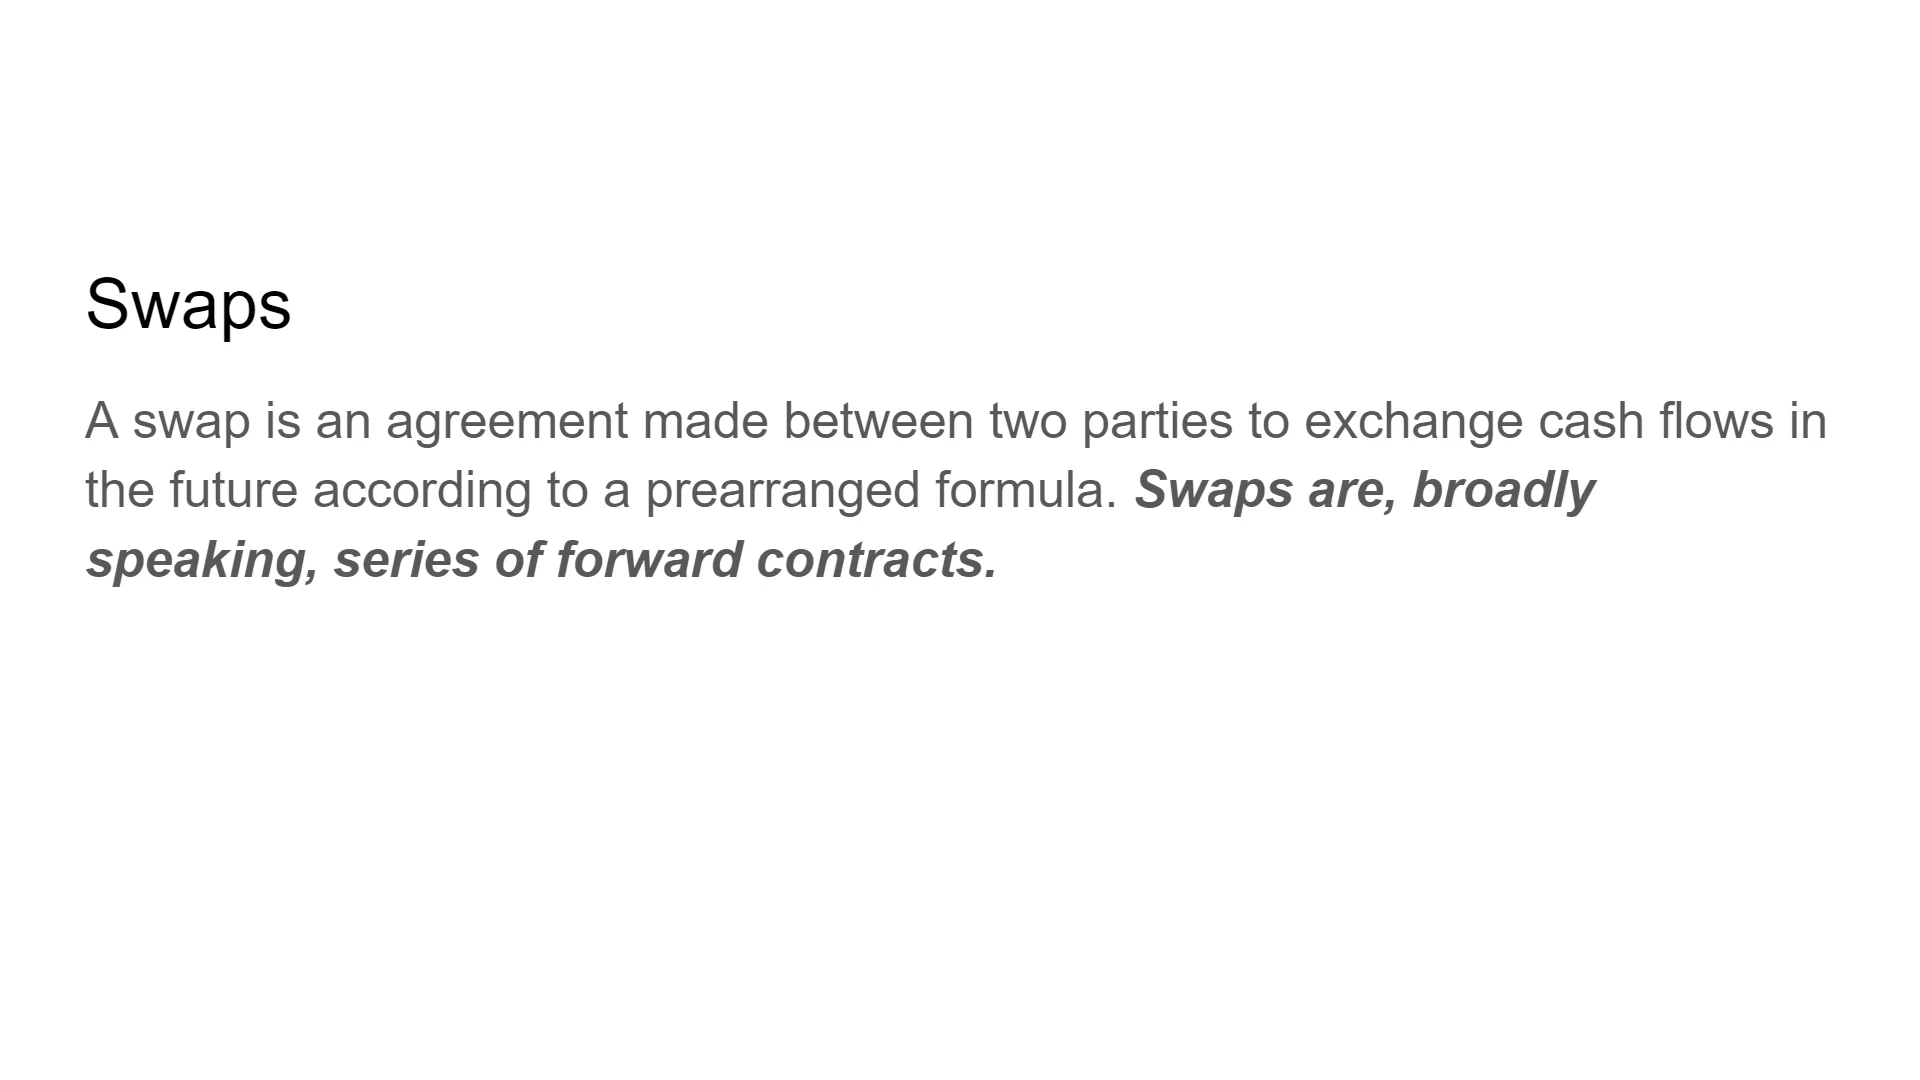 Swaps
A swap is an agreement made between two parties to exchange cash flows in
the future according to a prearranged formula. Swaps are, broadly
speaking, series of forward contracts.